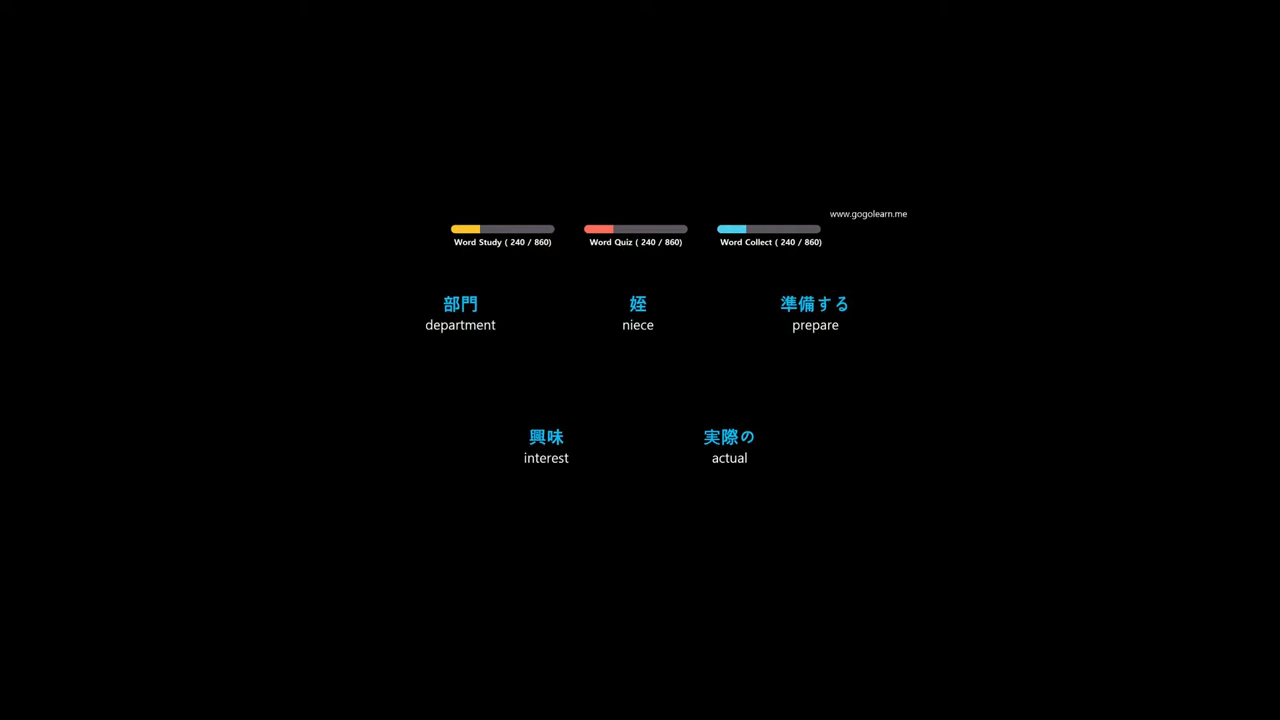 www.gogolearn.me
Word Study ( 240 / 860)
Word Quiz ( 240 / 860)
Word Collect ( 240 / 860)
部門
department
姪
niece
準備する
prepare
興味
interest
実際の
actual